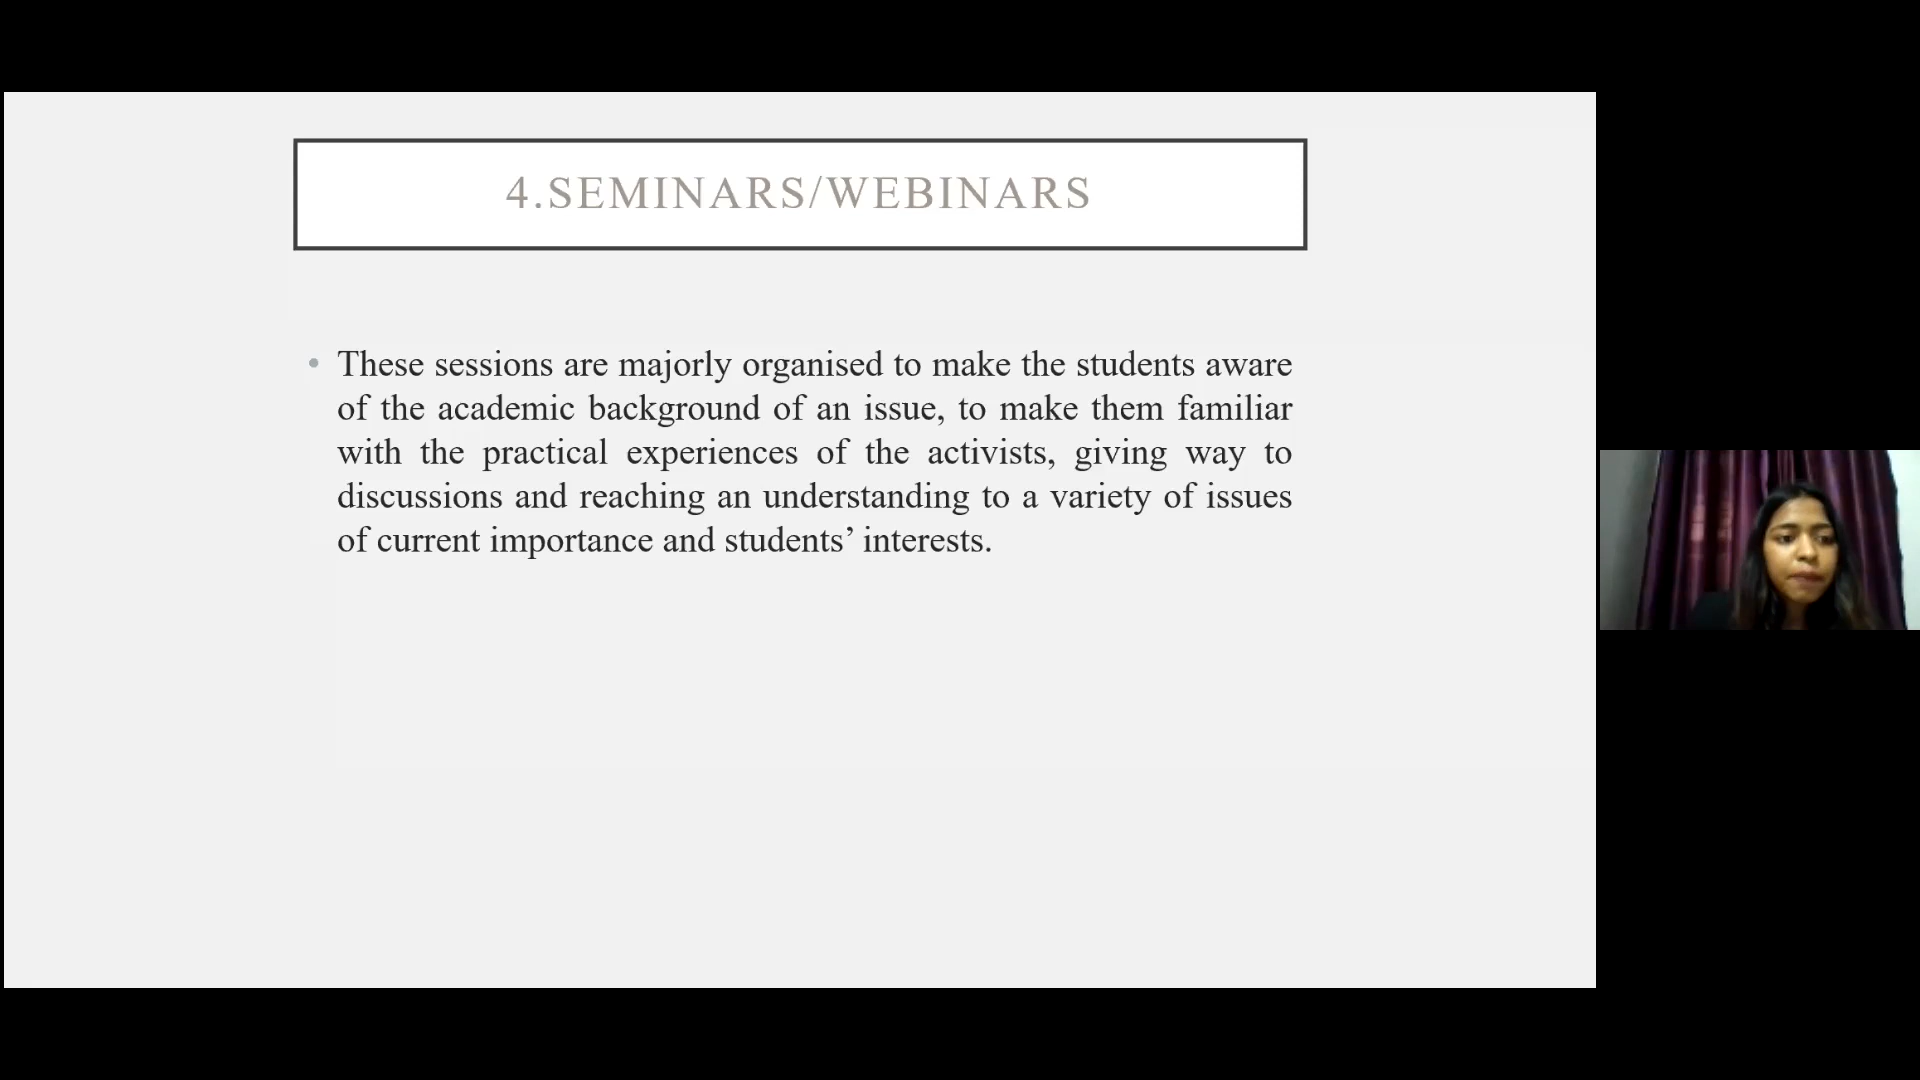 4.SEMINARS/WEBINARS
• These sessions are majorly organised to make the students aware
of the academic background of an issue, to make them familiar
with the practical experiences of the activists, giving way to
discussions and reaching an understanding to a variety of issues
of current importance and students’ interests.